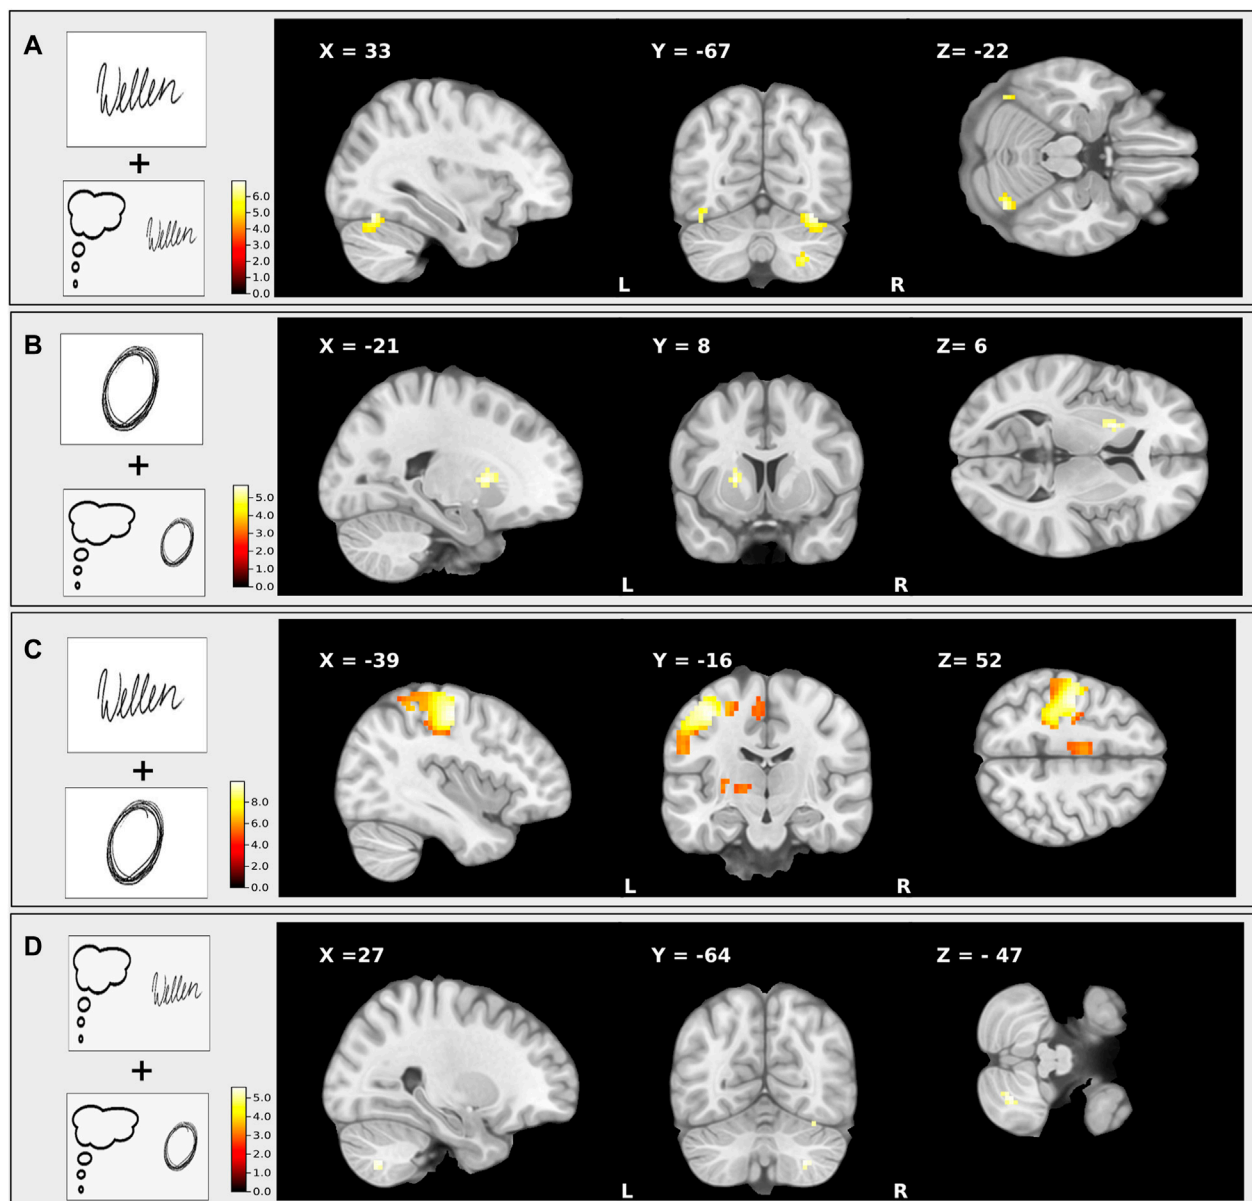 A
Wellen
+
Wellen
6.0
5.0
4.0
3.0
2.0
1.0
0.0
X = 33
Y = -67
Z= -22
L
R
B
+
5.0
4.0
3.0
2.0
1.0
0.0
X = -21
Y = 8
Z= 6
L
R
C
Wellen
+
8.0
6.0
4.0
2.0
0.0
X = -39
Y = -16
Z= 52
L
R
D
Wellen
+
5.0
4.0
3.0
2.0
1.0
0.0
X =27
Y = -64
Z = - 47
L
R